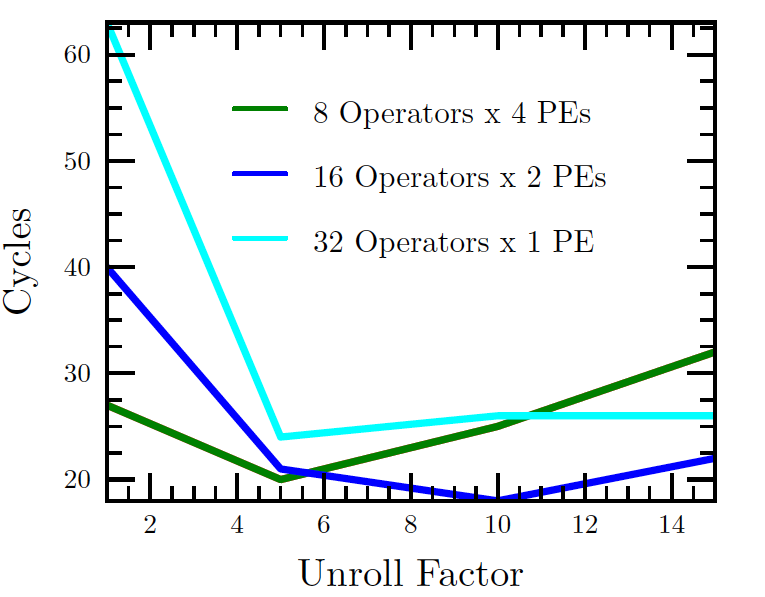 60
50
40
30
20
Cycles
8 Operators x 4 PEs
16 Operators x 2 PEs
32 Operators x 1 PE
2 4 6 8 10 12 14
Unroll Factor